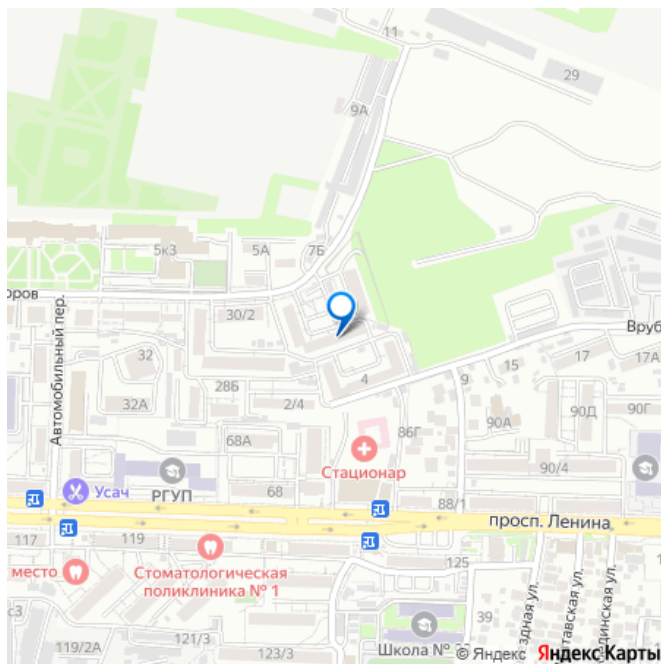 11
29
9А
5к3
5А
7Б
оров
30/2
Вруб
Автомобильный пер.
32
28Б
4
9
15
17
17А
32А
2/4
86Г
90А
90Д
90Г
68А
Стационар
90/4
РГУП
68
88/1
Усач
просп. Ленина
117
119
место
Стоматологическая
поликлиника № 1
125
39
здная ул.
тавская ул.
динская ул.
с3
121/3
119/2А
123/3
Школа №
© Яндекс
Яндекс Карты